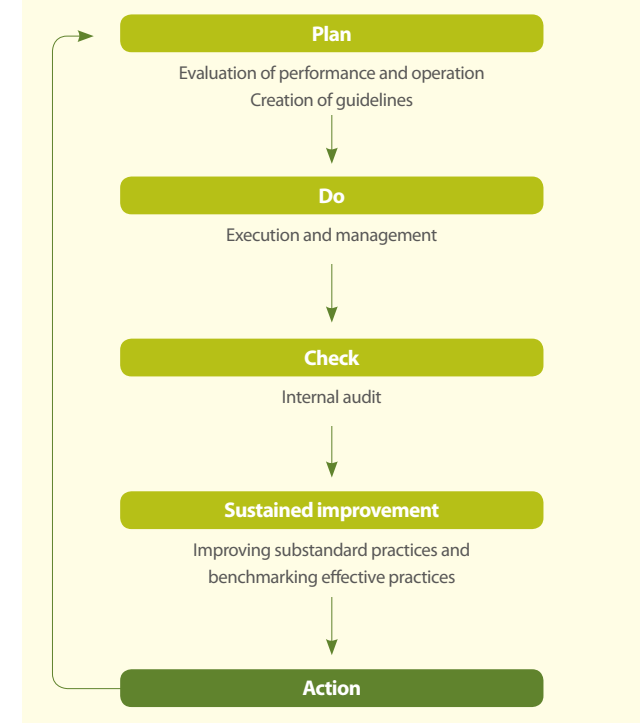 Plan
Evaluation of performance and operation
Creation of guidelines
Do
Execution and management
Check
Internal audit
Sustained improvement
Improving substandard practices and
benchmarking effective practices
Action